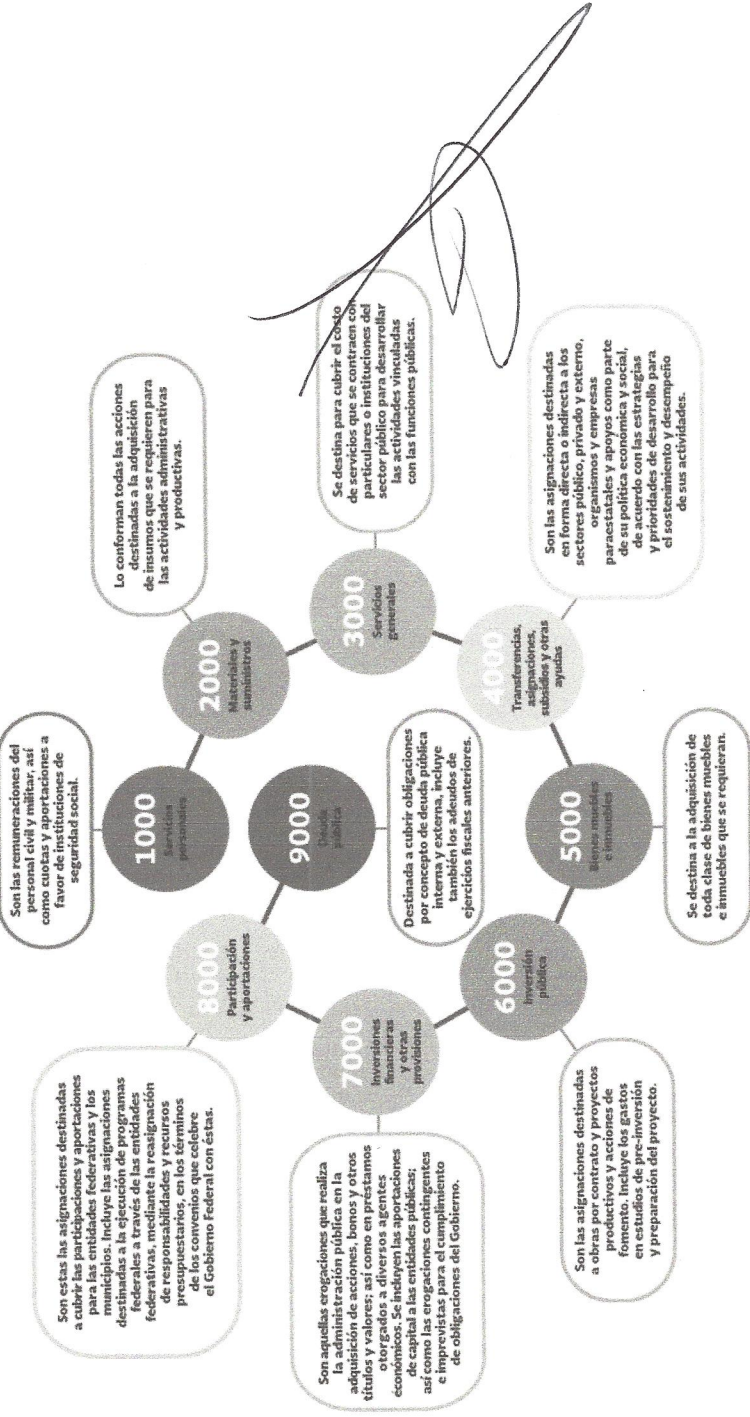 Son las remuneraciones del
personal civil y militar, así
como cuotas y aportaciones a
favor de instituciones de
seguridad social.
1000
Servicios
personales
Lo conforman todas las acciones
destinadas a la adquisición
de insumos que se requieren para
las actividades administrativas
y productivas.
2000
Materiales y
suministros
Se destina para cubrir el costo
de servicios que se contraen con
particulares o instituciones del
sector público para desarrollar
las actividades vinculadas
con las funciones públicas.
3000
Servicios
generales
Son las asignaciones destinadas
en forma directa o indirecta a los
sectores público, privado y externo,
organismos y empresas
paraestatales y apoyos como parte
de su política económica y social,
de acuerdo con las estrategias
y prioridades de desarrollo para
el sostenimiento y desempeño
de sus actividades.
4000
Transferencias,
asignaciones,
subsidios y otras
ayudas
5000
Bienes muebles
e inmuebles
Se destina a la adquisición de
toda clase de bienes muebles
e inmuebles que se requieran.
6000
Inversión
pública
Son las asignaciones destinadas
a obras por contrato y proyectos
productivos y acciones de
fomento. Incluye los gastos
en estudios de pre-inversión
y preparación del proyecto.
7000
Inversiones
financieras
y otras
provisiones
Son aquellas erogaciones que realiza
la administración pública en la
adquisición de acciones, bonos y otros
títulos y valores; así como en préstamos
otorgados a diversos agentes
económicos. Se incluyen las aportaciones
de capital a las entidades públicas;
así como las erogaciones contingentes
e imprevistas para el cumplimiento
de obligaciones del Gobierno.
8000
Participación
y aportaciones
Son estas las asignaciones destinadas
a cubrir las participaciones y aportaciones
para las entidades federativas y los
municipios. Incluye las asignaciones
destinadas a la ejecución de programas
federales a través de las entidades
federativas, mediante la reasignación
de responsabilidades y recursos
presupuestarios, en los términos
de los convenios que celebre
el Gobierno Federal con éstas.
9000
Deuda
pública
Destinada a cubrir obligaciones
por concepto de deuda pública
interna y externa, incluye
también los adeudos de
ejercicios fiscales anteriores.